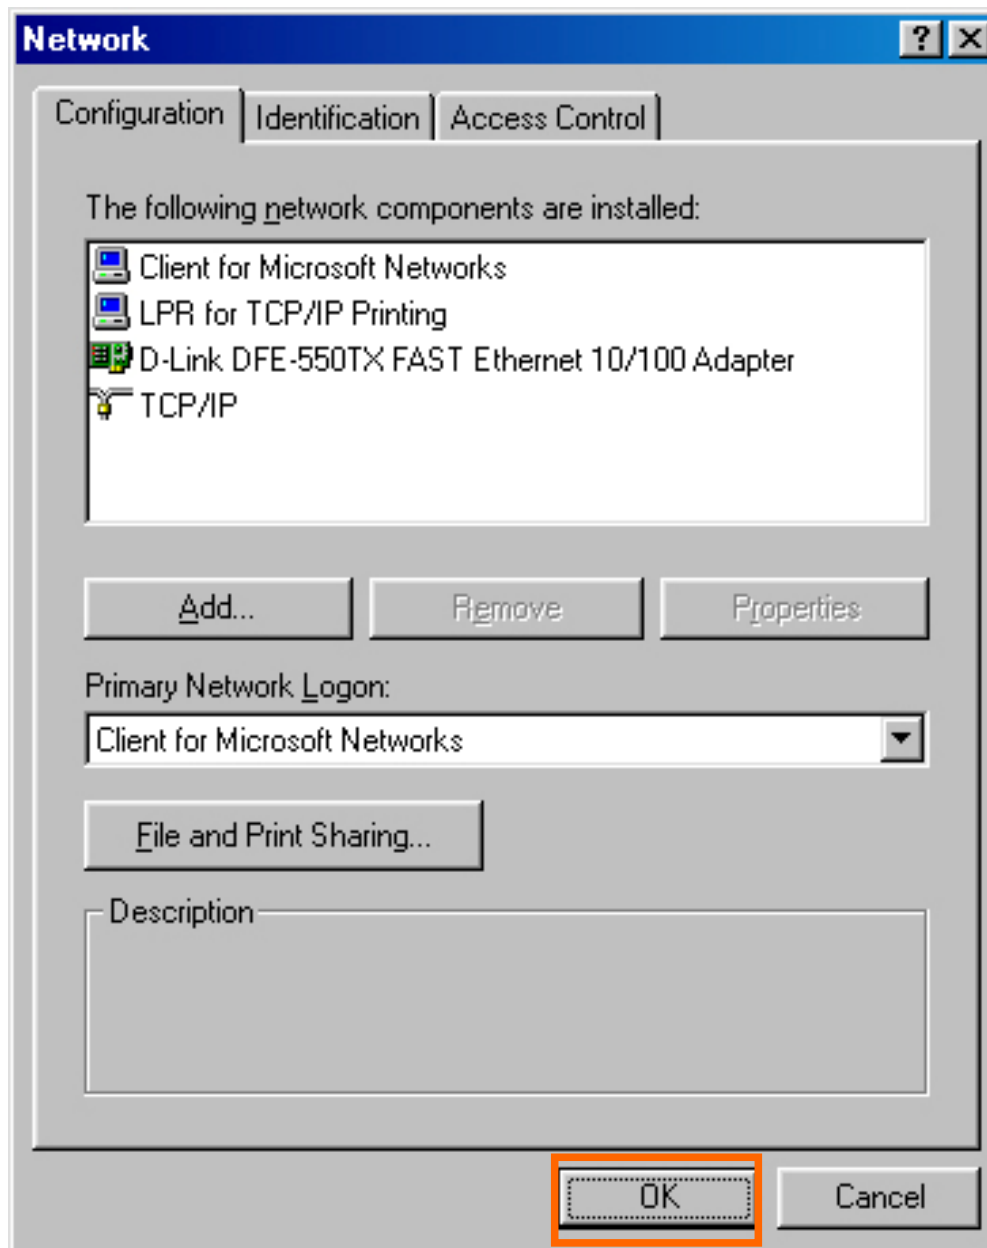 Network
Configuration Identification Access Control
The following network components are installed:
Client for Microsoft Networks
LPR for TCP/IP Printing
D-Link DFE-550TX FAST Ethernet 10/100 Adapter
TCP/IP
Add... Remove Properties
Primary Network Logon:
Client for Microsoft Networks
File and Print Sharing...
Description
OK Cancel